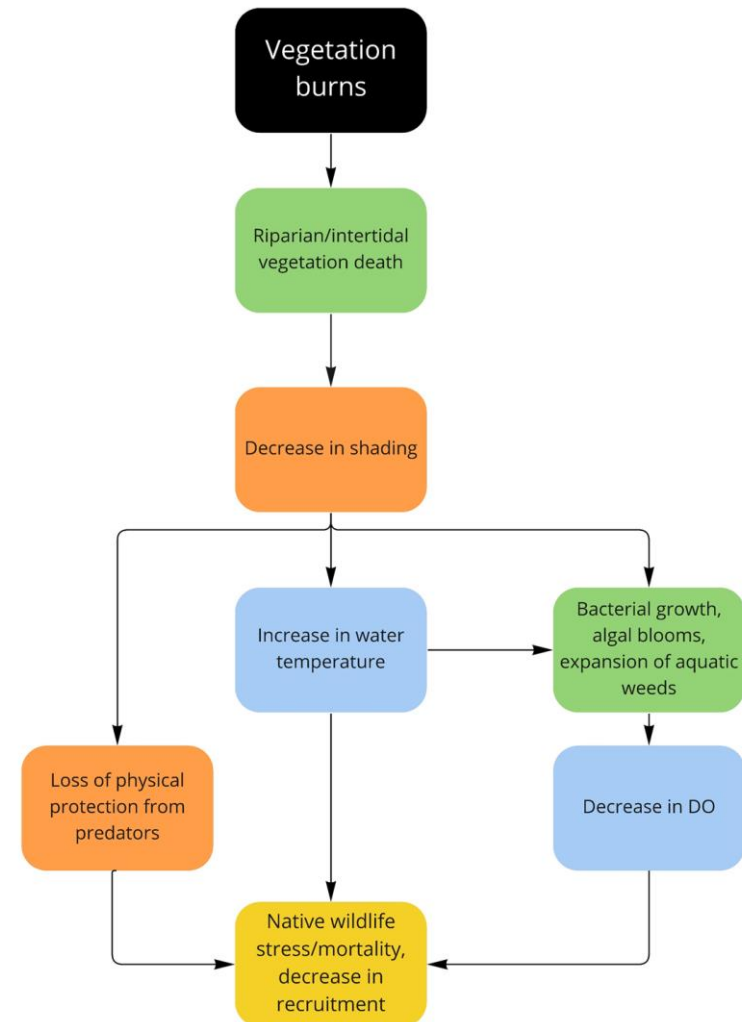 Vegetation
burns
Riparian/intertidal
vegetation death
Decrease in shading
Increase in water
temperature
Bacterial growth,
algal blooms,
expansion of aquatic
weeds
Loss of physical
protection from
predators
Decrease in DO
Native wildlife
stress/mortality,
decrease in
recruitment